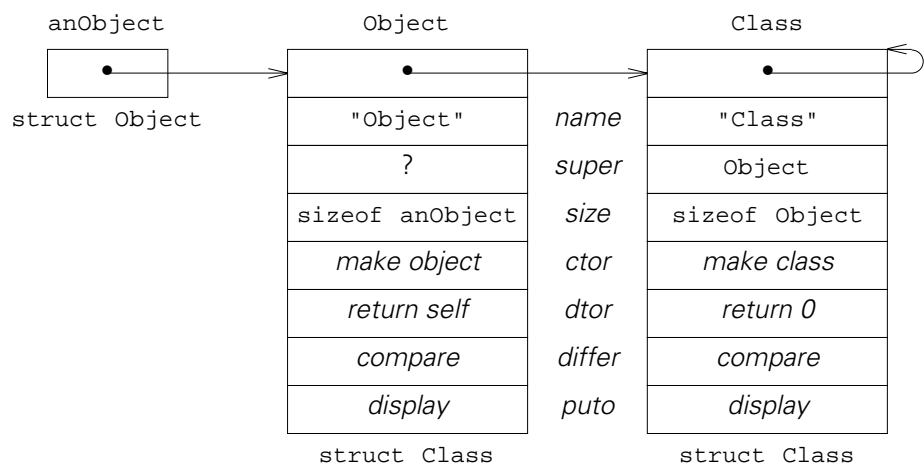 anObject Object Class
struct Object "Object" name "Class"
? super Object
sizeof anObject size sizeof Object
make object ctor make class
return self dtor return 0
compare differ compare
display puto display
struct Class struct Class